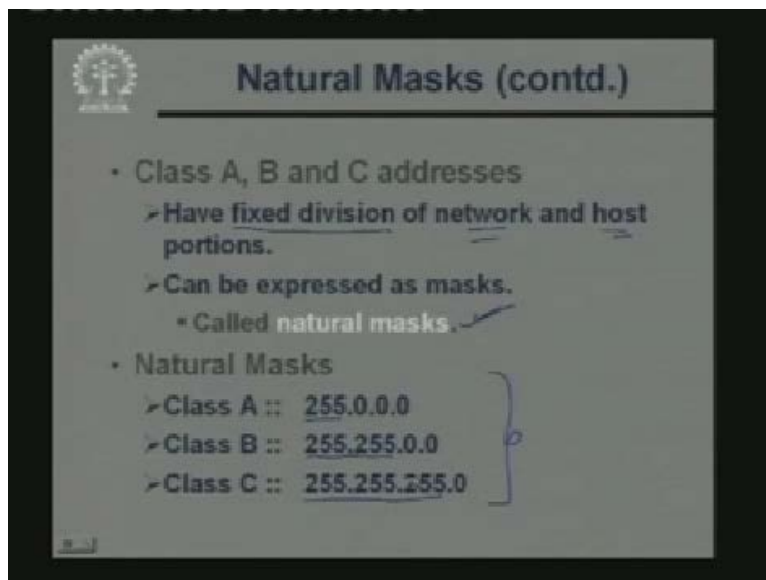 Natural Masks (contd.)
• Class A, B and C addresses
➢Have fixed division of network and host
portions.
➢Can be expressed as masks.
▪Called natural masks.
• Natural Masks
➢Class A :: 255.0.0.0
➢Class B :: 255.255.0.0
➢Class C :: 255.255.255.0